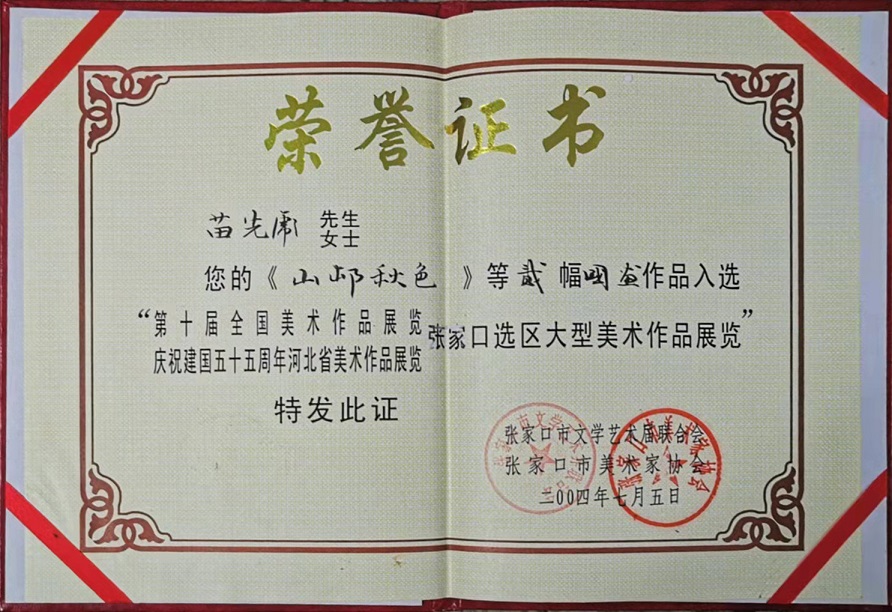 荣誉证书
苗先彪 先生
女士
您的《山邨秋色》等贰幅国画作品入选
“第十届全国美术作品展览
庆祝建国五十五周年河北省美术作品展览
张家口选区大型美术作品展览”
特发此证
张家口市文学艺术届联合会
张家口市美术家协会
二00四年七月五日